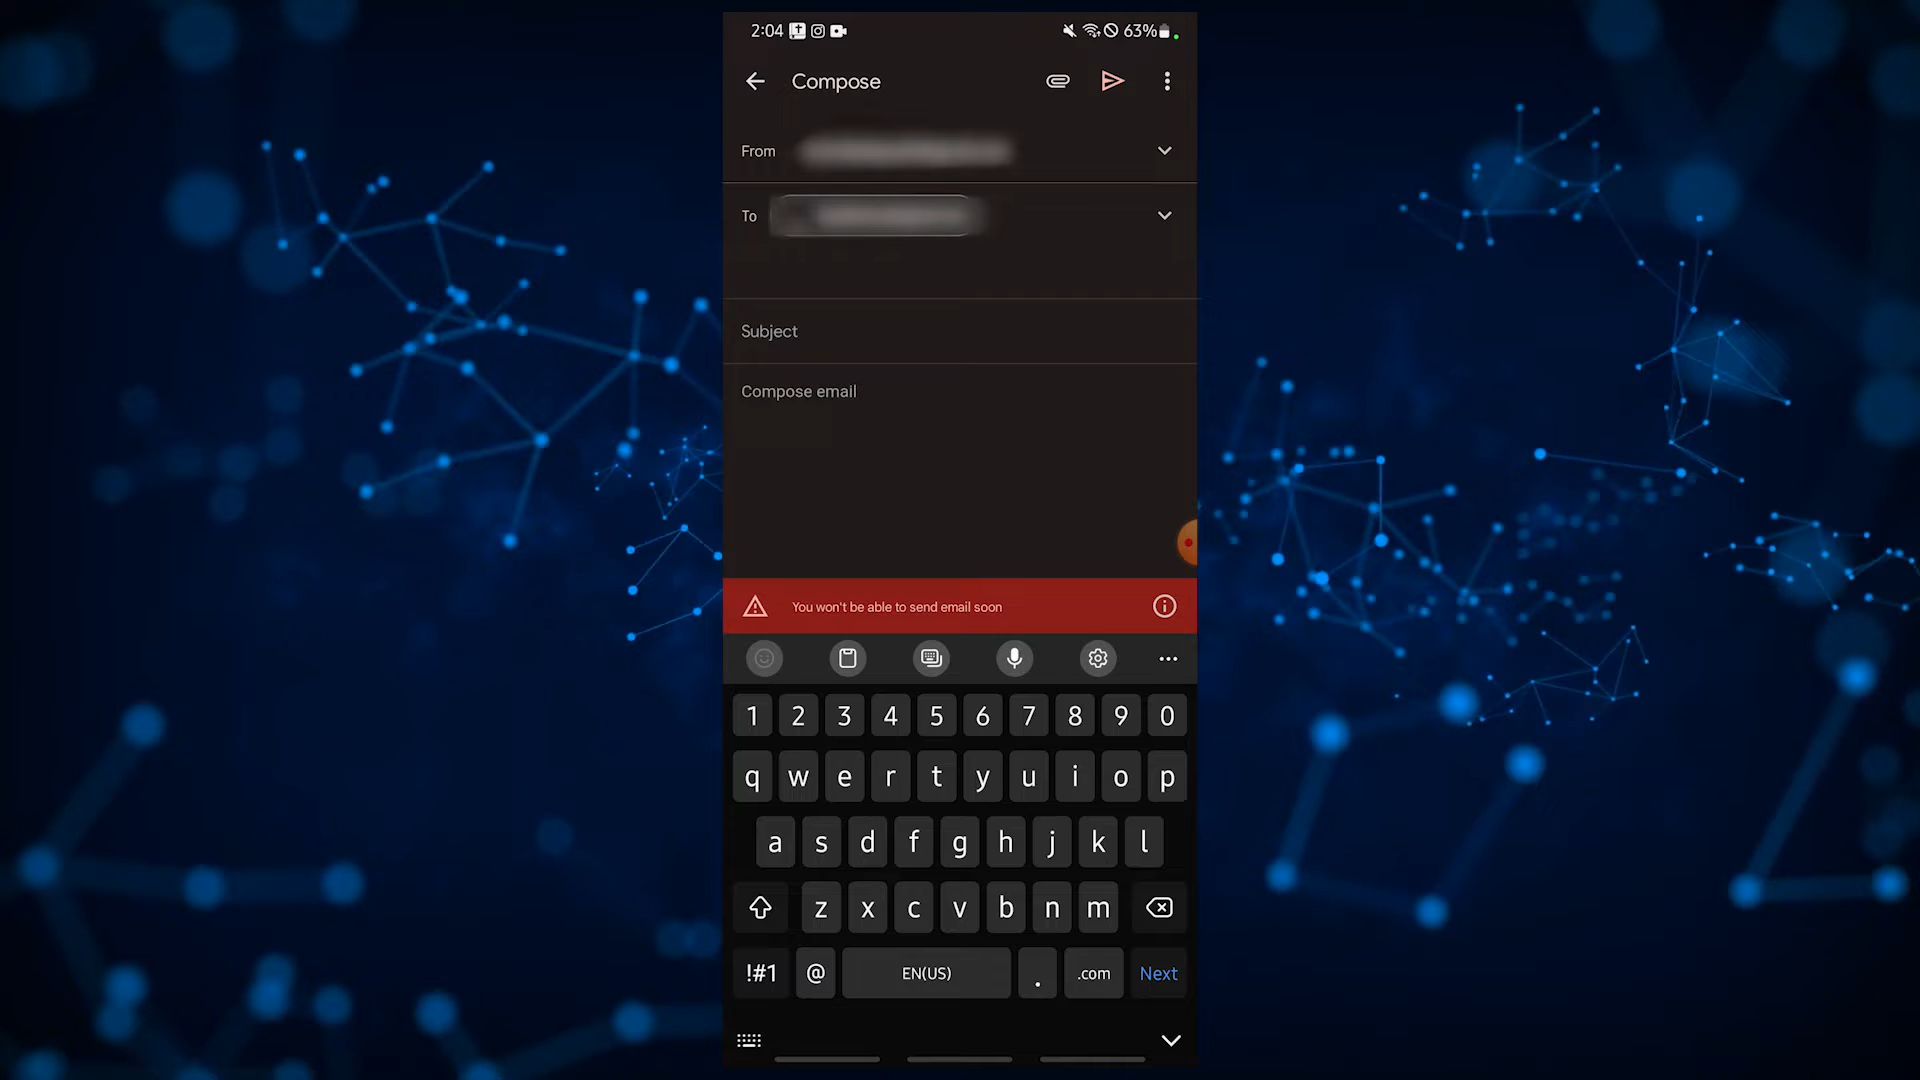 2:04 63%
Compose
From
To
Subject
Compose email
You won't be able to send email soon
1 2 3 4 5 6 7 8 9 0
q w e r t y u i o p
a s d f g h j k l
z x c v b n m
!#1 @ EN(US) . .com Next